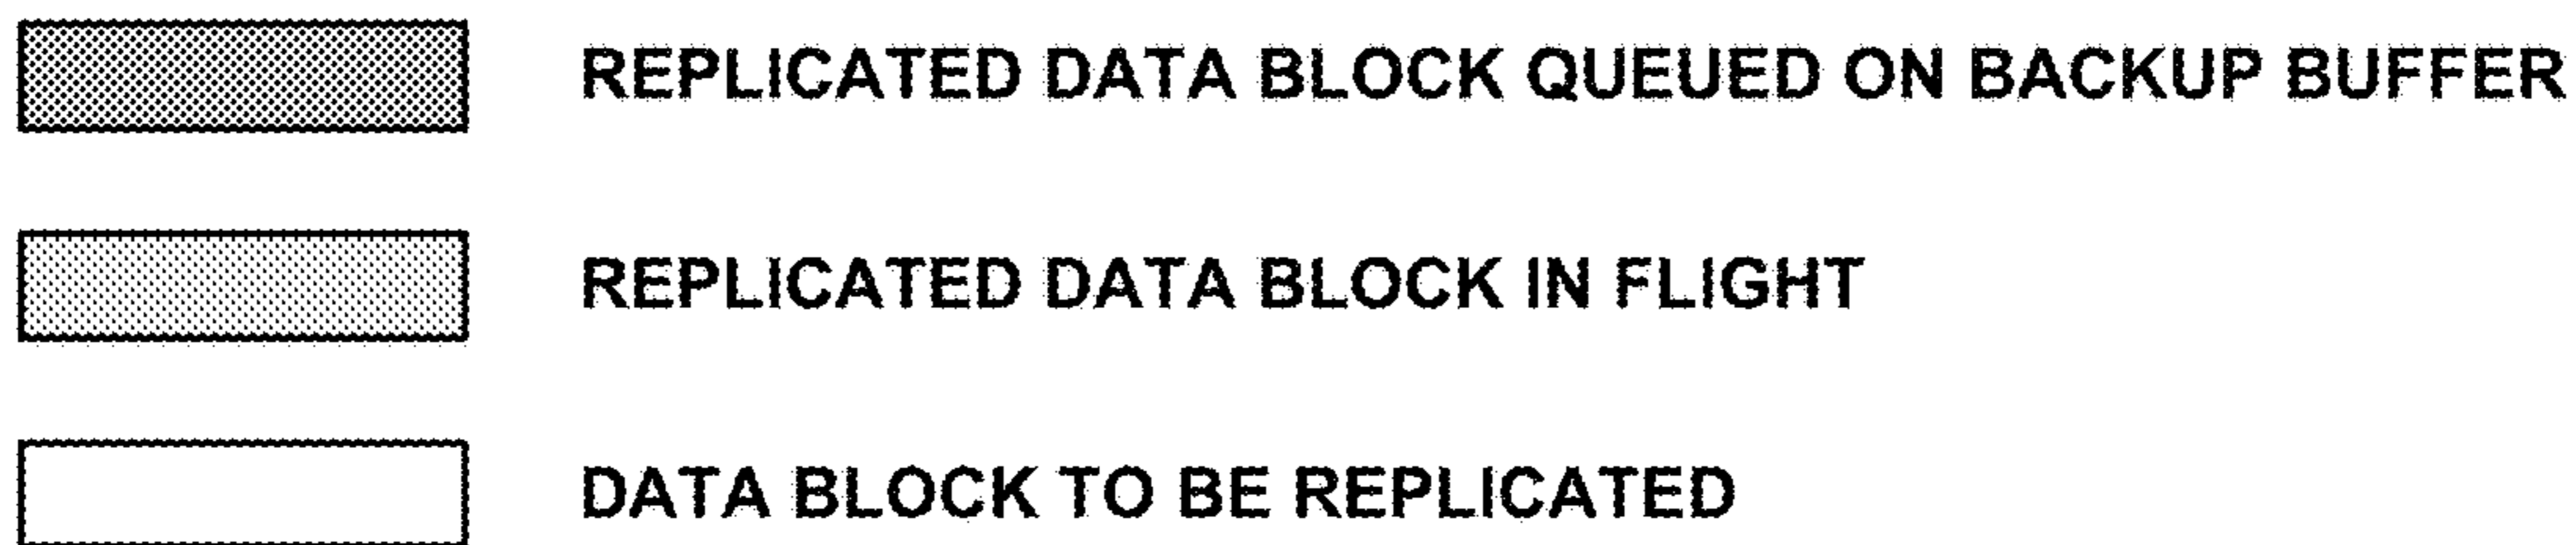 REPLICATED DATA BLOCK QUEUED ON BACKUP BUFFER
REPLICATED DATA BLOCK IN FLIGHT
DATA BLOCK TO BE REPLICATED